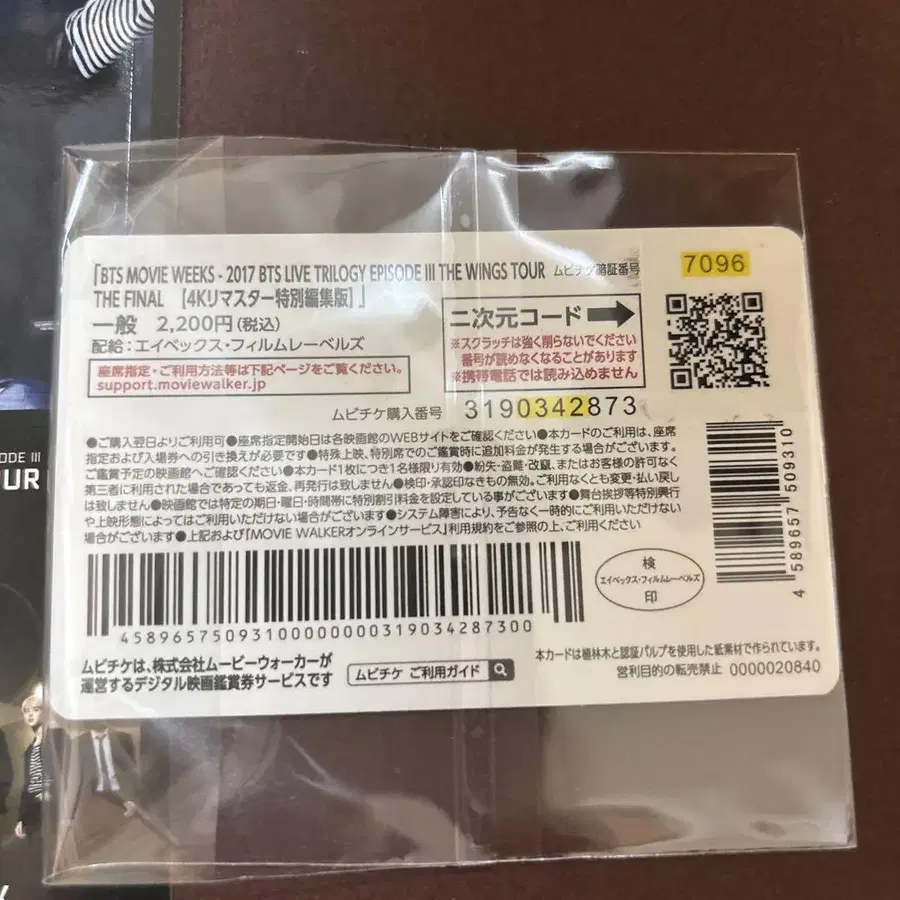 「BTS MOVIE WEEKS - 2017 BTS LIVE TRILOGY EPISODE III THE WINGS TOUR
THE FINAL 【4Kリマスター特別編集版】」
ムビチケ暗証番号
7096
一般 2,200円(税込)
配給:エイベックス・フィルムレーベルズ
座席指定・ご利用方法等は下記ページをご覧ください。
support.moviewalker.jp
二次元コード
※スクラッチは強く削らないでください
番号が読めなくなることがあります
※携帯電話では読み込めません
ムビチケ購入番号 3190342873
●ご購入翌日よりご利用可●座席指定開始日は各映画館のWEBサイトをご確認ください●本カードのご利用は、座席
指定および入場券への引き換えが必要です●特殊上映、特別席でのご鑑賞時に追加料金が発生する場合がございます。
ご鑑賞予定の映画館へご確認ください●本カード1枚につき1名様限り有効●紛失・盗難・改竄、またはお客様の許可なく
第三者に利用された場合であっても返金、再発行は致しません●検印・承認印なきもの無効。ご利用なくとも変更・払い戻し
は致しません●映画館では特定の期日・曜日・時間帯に特別割引料金を設定している事がございます●舞台挨拶等特別興行
や上映形態によってはご利用いただけない場合がございます●システム障害により、予告なく一時的にご利用いただけない
場合がございます●上記および「MOVIE WALKERオンラインサービス」利用規約をご参照の上、ご利用ください
4 589657 509310
45896575093100000000319034287300
検
エイベックス・フィルムレーベルズ
印
ムビチケは、株式会社ムービーウォーカーが
運営するデジタル映画鑑賞券サービスです
ムビチケ ご利用ガイド
本カードは植林木と認証パルプを使用した紙素材で作られています。
営利目的の転売禁止 0000020840
ODE III
OUR